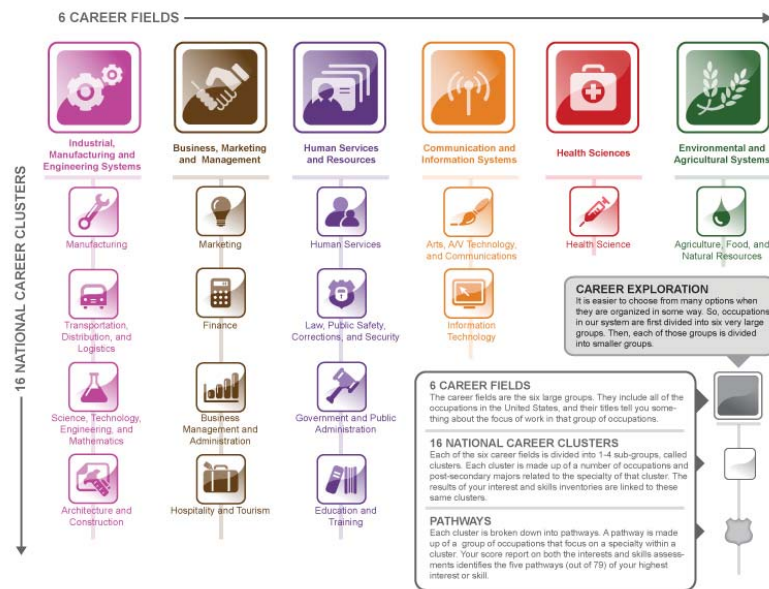 6 CAREER FIELDS
16 NATIONAL CAREER CLUSTERS
Industrial,
Manufacturing and
Engineering Systems
Business, Marketing
and Management
Human Services
and Resources
Communication and
Information Systems
Health Sciences
Environmental and
Agricultural Systems
Manufacturing
Marketing
Human Services
Arts, A/V Technology,
and Communications
Health Science
Agriculture, Food, and
Natural Resources
Transportation,
Distribution, and
Logistics
Finance
Law, Public Safety,
Corrections, and Security
Information
Technology
Science, Technology,
Engineering, and
Mathematics
Business
Management and
Administration
Government and Public
Administration
Architecture and
Construction
Hospitality and Tourism
Education and
Training
CAREER EXPLORATION
It is easier to choose from many options when
they are organized in some way. So, occupations
in our system are first divided into six very large
groups. Then, each of those groups is divided
into smaller groups.
6 CAREER FIELDS
The career fields are the six large groups. They include all of the
occupations in the United States, and their titles tell you some-
thing about the focus of work in that group of occupations.
16 NATIONAL CAREER CLUSTERS
Each of the six career fields is divided into 1-4 sub-groups, called
clusters. Each cluster is made up of a number of occupations and
post-secondary majors related to the specialty of that cluster. The
results of your interest and skills inventories are linked to these
same clusters.
PATHWAYS
Each cluster is broken down into pathways. A pathway is made
up of a group of occupations that focus on a specialty within a
cluster. Your score report on both the interests and skills assess-
ments identifies the five pathways (out of 79) of your highest
interest or skill.